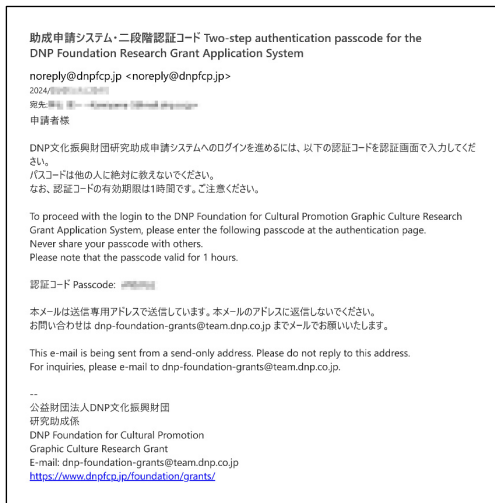 助成申請システム・二段階認証コード Two-step authentication passcode for the
DNP Foundation Research Grant Application System
noreply@dnpfcp.jp <noreply@dnpfcp.jp>
2024/
宛先:
申請者様
DNP文化振興財団研究助成申請システムへのログインを進めるには、以下の認証コードを認証画面で入力してくだ
さい。
パスコードは他の人に絶対に教えないでください。
なお、認証コードの有効期限は1時間です。ご注意ください。
To proceed with the login to the DNP Foundation for Cultural Promotion Graphic Culture Research
Grant Application System, please enter the following passcode at the authentication page.
Never share your passcode with others.
Please note that the passcode valid for 1 hours.
認証コード Passcode:
本メールは送信専用アドレスで送信しています。本メールのアドレスに返信しないでください。
お問い合わせは dnp-foundation-grants@team.dnp.co.jp までメールでお願いいたします。
This e-mail is being sent from a send-only address. Please do not reply to this address.
For inquiries, please e-mail to dnp-foundation-grants@team.dnp.co.jp.
--
公益財団法人DNP文化振興財団
研究助成係
DNP Foundation for Cultural Promotion
Graphic Culture Research Grant
E-mail: dnp-foundation-grants@team.dnp.co.jp
https://www.dnpfcp.jp/foundation/grants/